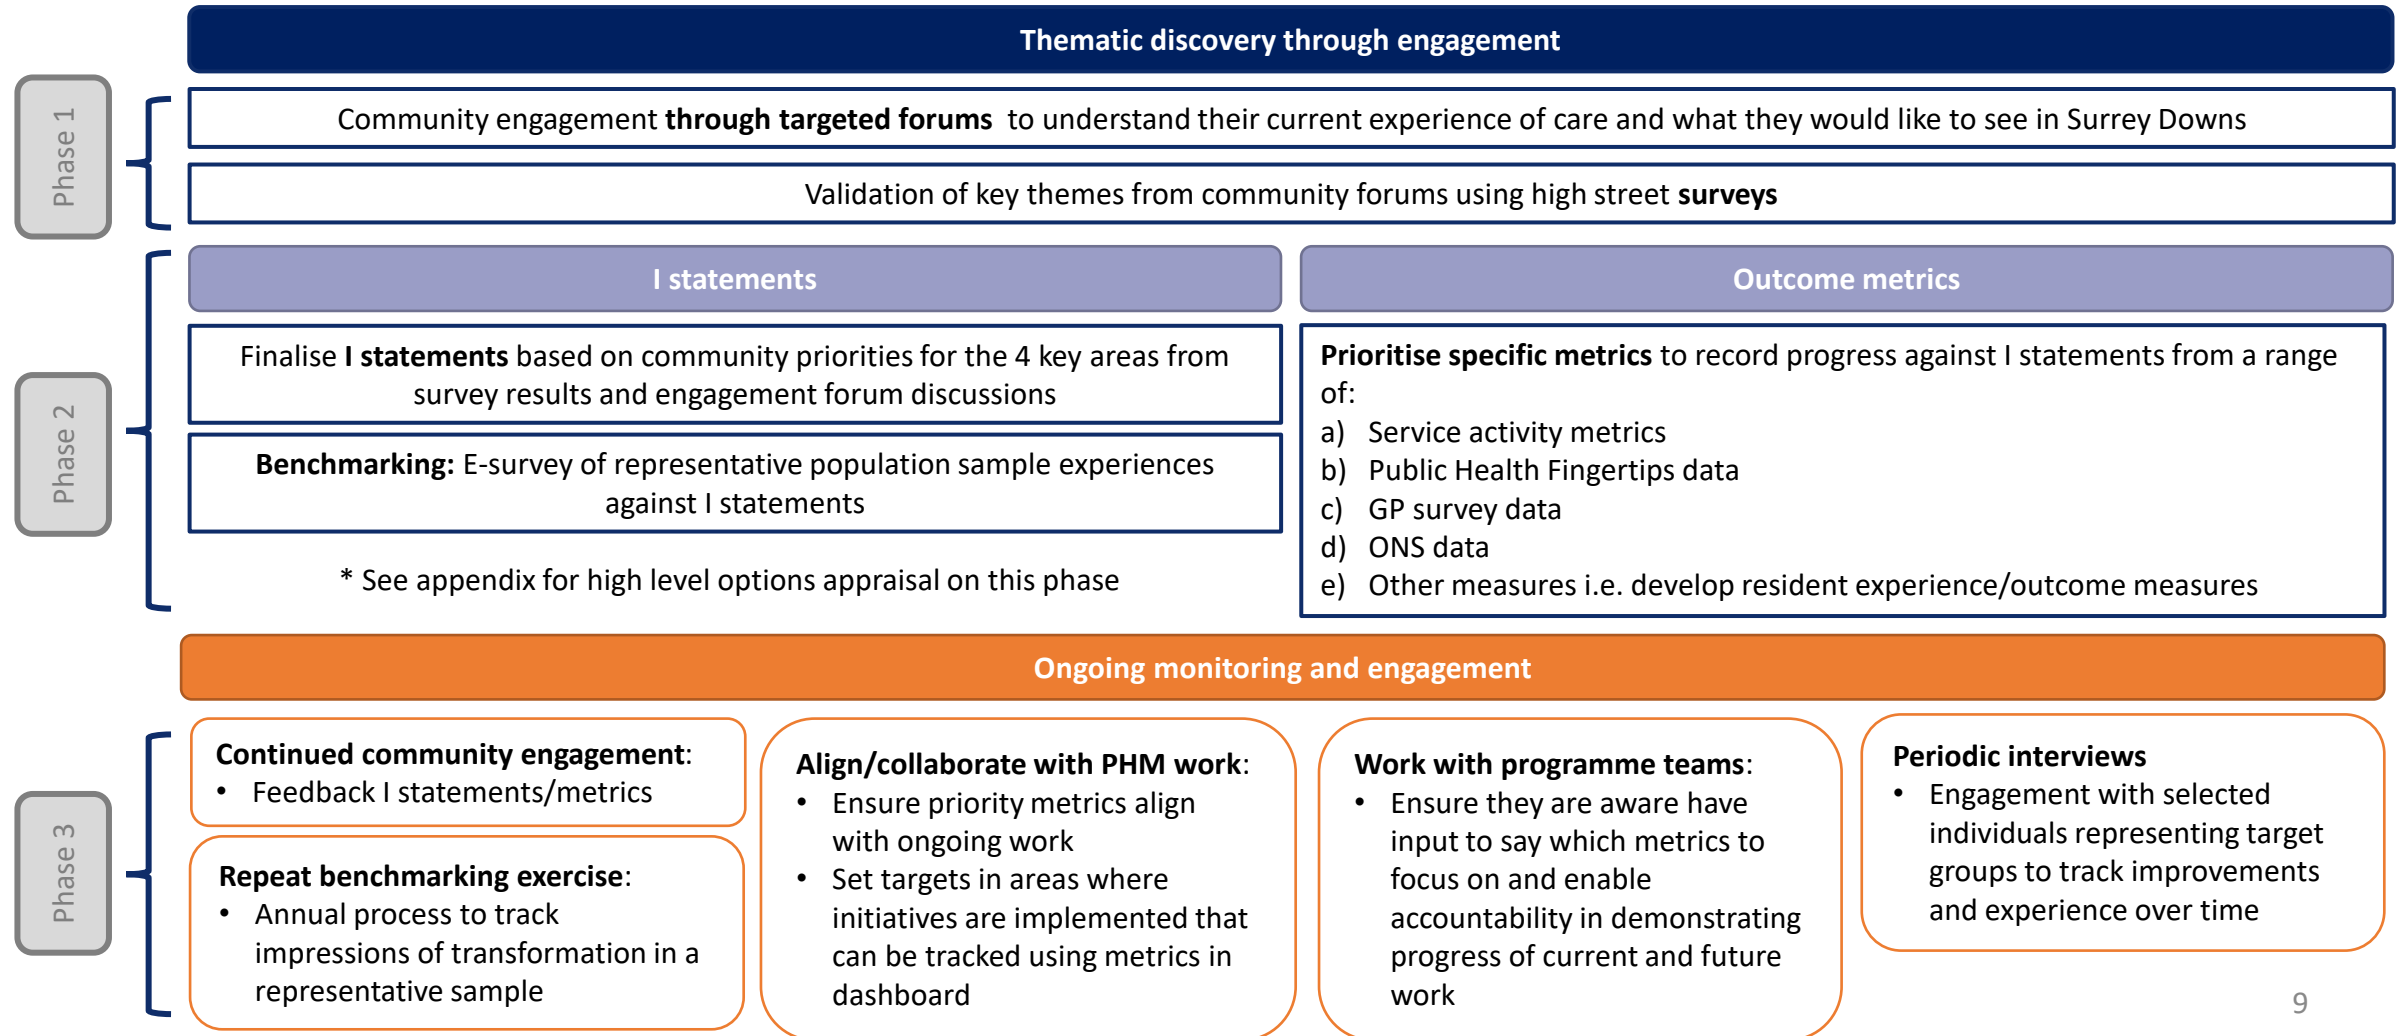 Thematic discovery through engagement
Phase 1
Community engagement through targeted forums to understand their current experience of care and what they would like to see in Surrey Downs
Validation of key themes from community forums using high street surveys
Phase 2
I statements
Finalise I statements based on community priorities for the 4 key areas from
survey results and engagement forum discussions
Benchmarking: E-survey of representative population sample experiences
against I statements
* See appendix for high level options appraisal on this phase
Outcome metrics
Prioritise specific metrics to record progress against I statements from a range
of:
a) Service activity metrics
b) Public Health Fingertips data
c) GP survey data
d) ONS data
e) Other measures i.e. develop resident experience/outcome measures
Ongoing monitoring and engagement
Phase 3
Continued community engagement:
• Feedback I statements/metrics
Repeat benchmarking exercise:
• Annual process to track
impressions of transformation in a
representative sample
Align/collaborate with PHM work:
• Ensure priority metrics align
with ongoing work
• Set targets in areas where
initiatives are implemented that
can be tracked using metrics in
dashboard
Work with programme teams:
• Ensure they are aware have
input to say which metrics to
focus on and enable
accountability in demonstrating
progress of current and future
work
Periodic interviews
• Engagement with selected
individuals representing target
groups to track improvements
and experience over time
9